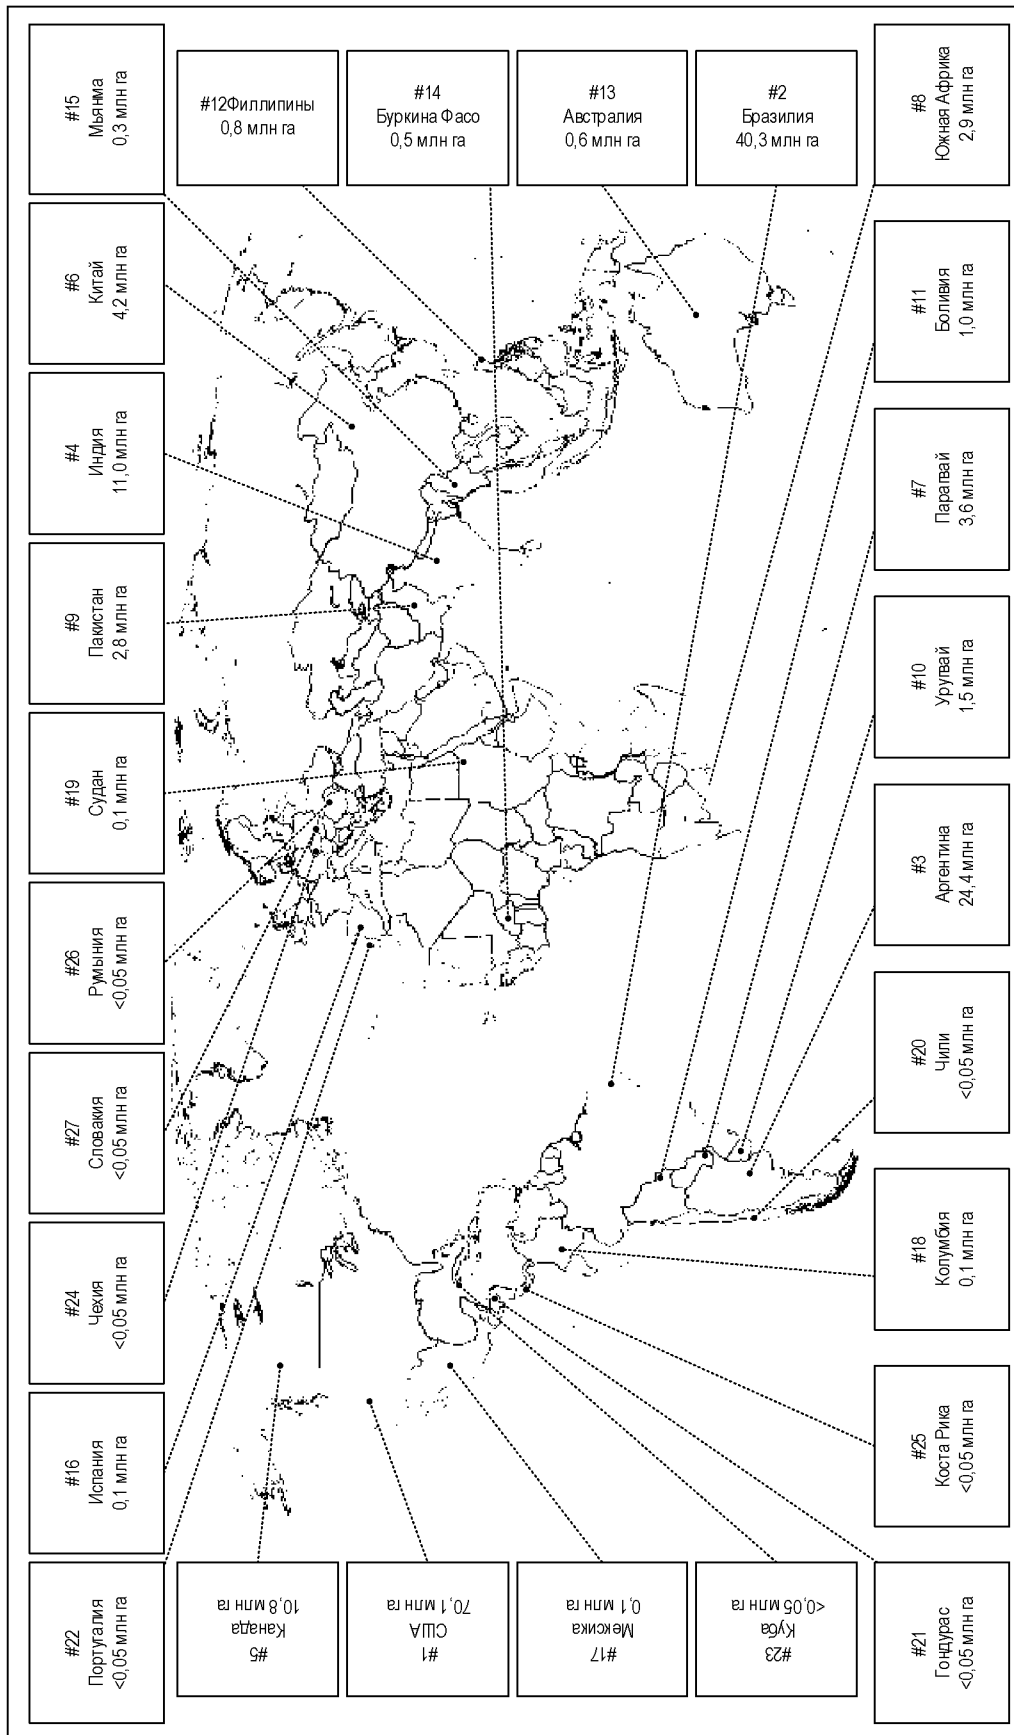 #22
Португалия
<0,05 млн га
#16
Испания
0,1 млн га
#24
Чехия
<0,05 млн га
#27
Словакия
<0,05 млн га
#26
Румыния
<0,05 млн га
#19
Судан
0,1 млн га
#9
Пакистан
2,8 млн га
#4
Индия
11,0 млн га
#6
Китай
4,2 млн га
#15
Мьянма
0,3 млн га
#5
Канада
10,8 млн га
#12Филлипины
0,8 млн га
#1
США
70,1 млн га
#14
Буркина Фасо
0,5 млн га
#17
Мексика
0,1 млн га
#13
Австралия
0,6 млн га
#23
Куба
<0,05 млн га
#2
Бразилия
40,3 млн га
#21
Гондурас
<0,05 млн га
#25
Коста Рика
<0,05 млн га
#18
Колумбия
0,1 млн га
#20
Чили
<0,05 млн га
#3
Аргентина
24,4 млн га
#10
Уругвай
1,5 млн га
#7
Парагвай
3,6 млн га
#11
Боливия
1,0 млн га
#8
Южная Африка
2,9 млн га